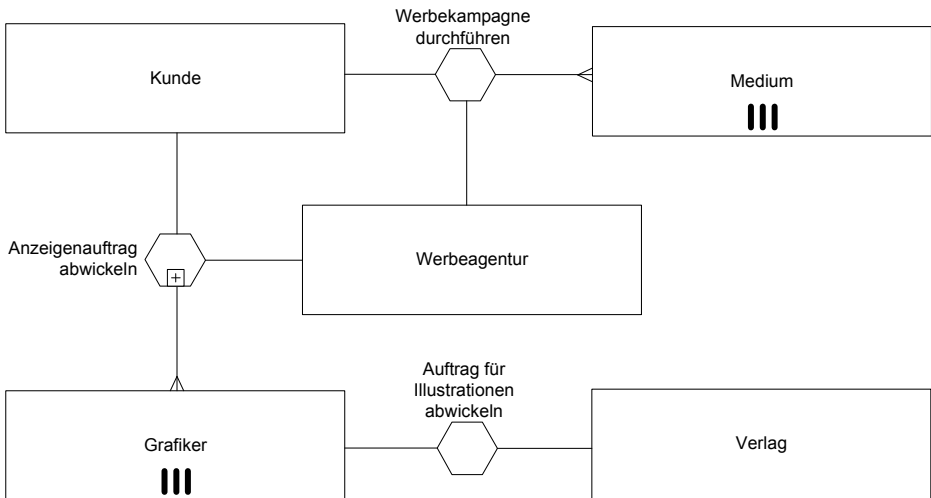 Werbekampagne
durchführen
Kunde
Medium
Anzeigenauftrag
abwickeln
Werbeagentur
Auftrag für
Illustrationen
abwickeln
Grafiker
Verlag